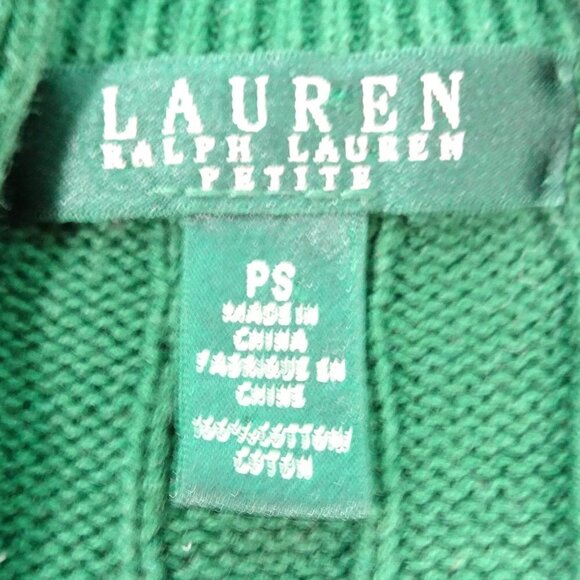 LAUREN
RALPH LAUREN
PETITE
PS
MADE IN
CHINA
FABRIQUE EN
CHINE
100% COTTON/
COTON